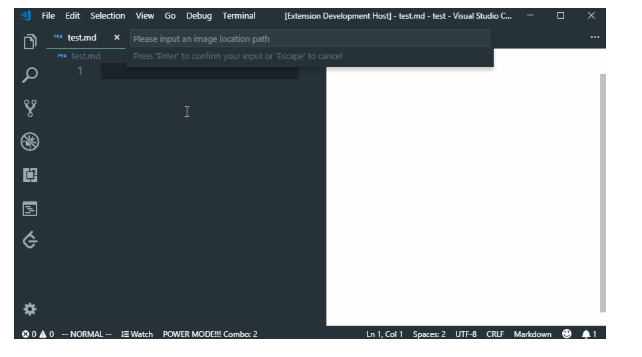 File Edit Selection View Go Debug Terminal [Extension Development Host] - test.md - test - Visual Studio C...
test.md
Please input an image location path
test.md
Press 'Enter' to confirm your input or 'Escape' to cancel
1
0 0 -- NORMAL -- Watch POWER MODE!!! Combo: 2 Ln 1, Col 1 Spaces: 2 UTF-8 CRLF Markdown 1